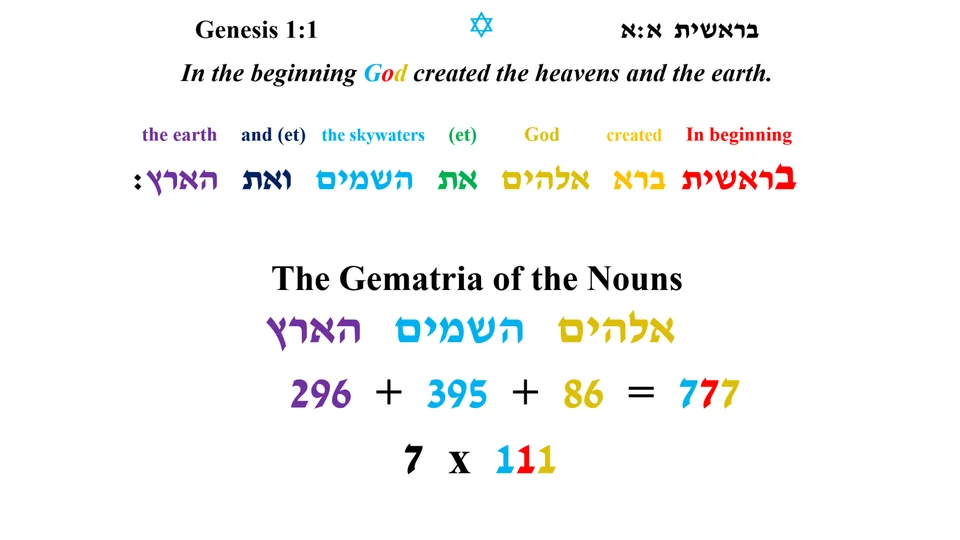 Genesis 1:1 ✡ בראשית א:א
In the beginning God created the heavens and the earth.
the earth and (et) the skywaters (et) God created In beginning
בראשית ברא אלהים את השמים ואת הארץ:
The Gematria of the Nouns
אלהים השמים הארץ
296 + 395 + 86 = 777
7 x 111